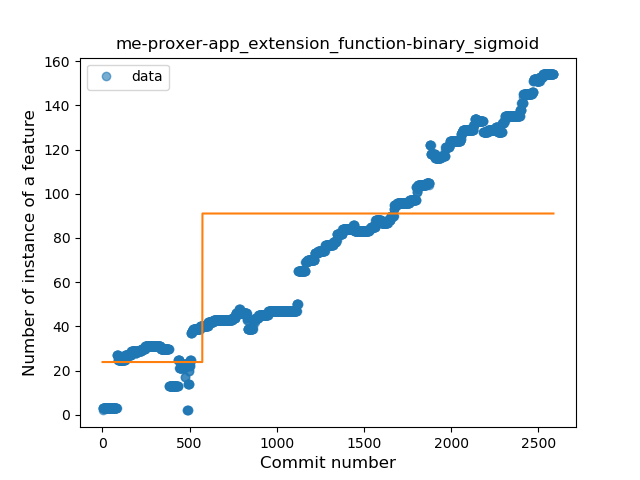 me-proxer-app_extension_function-binary_sigmoid
data
Number of instance of a feature
160
140
120
100
80
60
40
20
0
0 500 1000 1500 2000 2500
Commit number